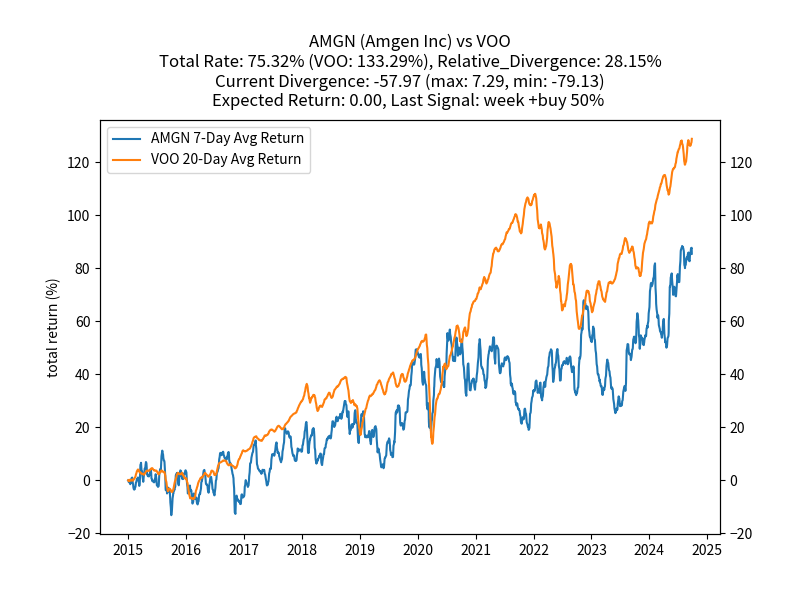 AMGN (Amgen Inc) vs VOO
Total Rate: 75.32% (VOO: 133.29%), Relative_Divergence: 28.15%
Current Divergence: -57.97 (max: 7.29, min: -79.13)
Expected Return: 0.00, Last Signal: week +buy 50%
AMGN 7-Day Avg Return
VOO 20-Day Avg Return
total return (%)
120
100
80
60
40
20
0
−20
120
100
80
60
40
20
0
−20
2015 2016 2017 2018 2019 2020 2021 2022 2023 2024 2025